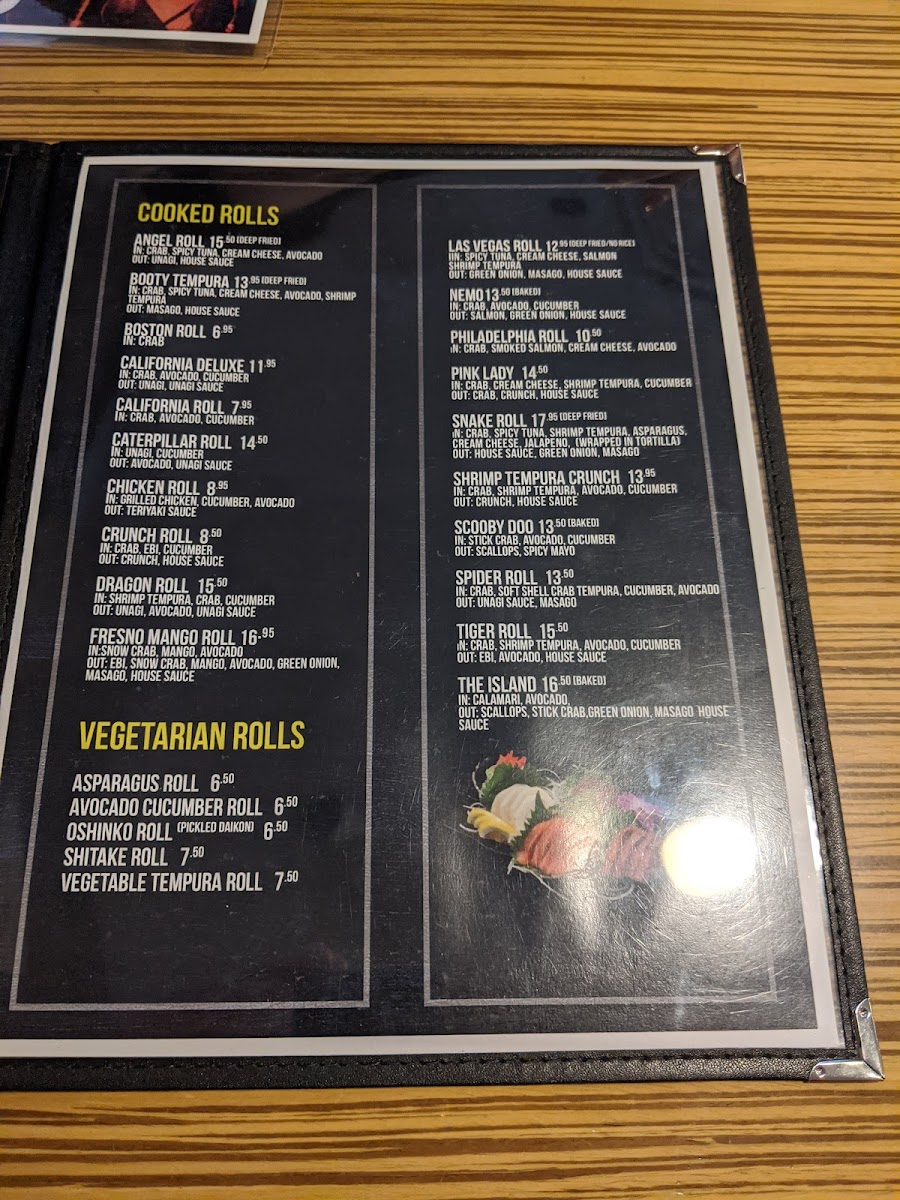 COOKED ROLLS
ANGEL ROLL 15.50 (DEEP FRIED)
IN: CRAB, SPICY TUNA, CREAM CHEESE, AVOCADO
OUT: UNAGI, HOUSE SAUCE
BOOTY TEMPURA 13.95 (DEEP FRIED)
IN: CRAB, SPICY TUNA, CREAM CHEESE, AVOCADO, SHRIMP
TEMPURA
OUT: MASAGO, HOUSE SAUCE
BOSTON ROLL 6.95
IN: CRAB
CALIFORNIA DELUXE 11.95
IN: CRAB, AVOCADO, CUCUMBER
OUT: UNAGI, UNAGI SAUCE
CALIFORNIA ROLL 7.95
IN: CRAB, AVOCADO, CUCUMBER
CATERPILLAR ROLL 14.50
IN: UNAGI, CUCUMBER
OUT: AVOCADO, UNAGI SAUCE
CHICKEN ROLL 8.95
IN: GRILLED CHICKEN, CUCUMBER, AVOCADO
OUT: TERIYAKI SAUCE
CRUNCH ROLL 8.50
IN: CRAB, EBI, CUCUMBER
OUT: CRUNCH, HOUSE SAUCE
DRAGON ROLL 15.50
IN: SHRIMP TEMPURA, CRAB, CUCUMBER
OUT: UNAGI, AVOCADO, UNAGI SAUCE
FRESNO MANGO ROLL 16.95
IN:SNOW CRAB, MANGO, AVOCADO
OUT: EBI, SNOW CRAB, MANGO, AVOCADO, GREEN ONION,
MASAGO, HOUSE SAUCE
VEGETARIAN ROLLS
ASPARAGUS ROLL 6.50
AVOCADO CUCUMBER ROLL 6.50
OSHINKO ROLL (PICKLED DAIKON) 6.50
SHITAKE ROLL 7.50
VEGETABLE TEMPURA ROLL 7.50
LAS VEGAS ROLL 12.95 (DEEP FRIED/NO RICE)
IN: SPICY TUNA, CREAM CHEESE, SALMON
SHRIMP TEMPURA
OUT: GREEN ONION, MASAGO, HOUSE SAUCE
NEMO 13.50 (BAKED)
IN: CRAB, AVOCADO, CUCUMBER
OUT: SALMON, GREEN ONION, HOUSE SAUCE
PHILADELPHIA ROLL 10.50
IN: CRAB, SMOKED SALMON, CREAM CHEESE, AVOCADO
PINK LADY 14.50
IN: CRAB, CREAM CHEESE, SHRIMP TEMPURA, CUCUMBER
OUT: CRAB, CRUNCH, HOUSE SAUCE
SNAKE ROLL 17.95 (DEEP FRIED)
IN: CRAB, SPICY TUNA, SHRIMP TEMPURA, ASPARAGUS,
CREAM CHEESE, JALAPENO, (WRAPPED IN TORTILLA)
OUT: HOUSE SAUCE, GREEN ONION, MASAGO
SHRIMP TEMPURA CRUNCH 13.95
IN: CRAB, SHRIMP TEMPURA, AVOCADO, CUCUMBER
OUT: CRUNCH, HOUSE SAUCE
SCOOBY DOO 13.50 (BAKED)
IN: STICK CRAB, AVOCADO, CUCUMBER
OUT: SCALLOPS, SPICY MAYO
SPIDER ROLL 13.50
IN: CRAB, SOFT SHELL CRAB TEMPURA, CUCUMBER, AVOCADO
OUT: UNAGI SAUCE, MASAGO
TIGER ROLL 15.50
IN: CRAB, SHRIMP TEMPURA, AVOCADO, CUCUMBER
OUT: EBI, AVOCADO, HOUSE SAUCE
THE ISLAND 16.50 (BAKED)
IN: CALAMARI, AVOCADO,
OUT: SCALLOPS, STICK CRAB,GREEN ONION, MASAGO HOUSE
SAUCE